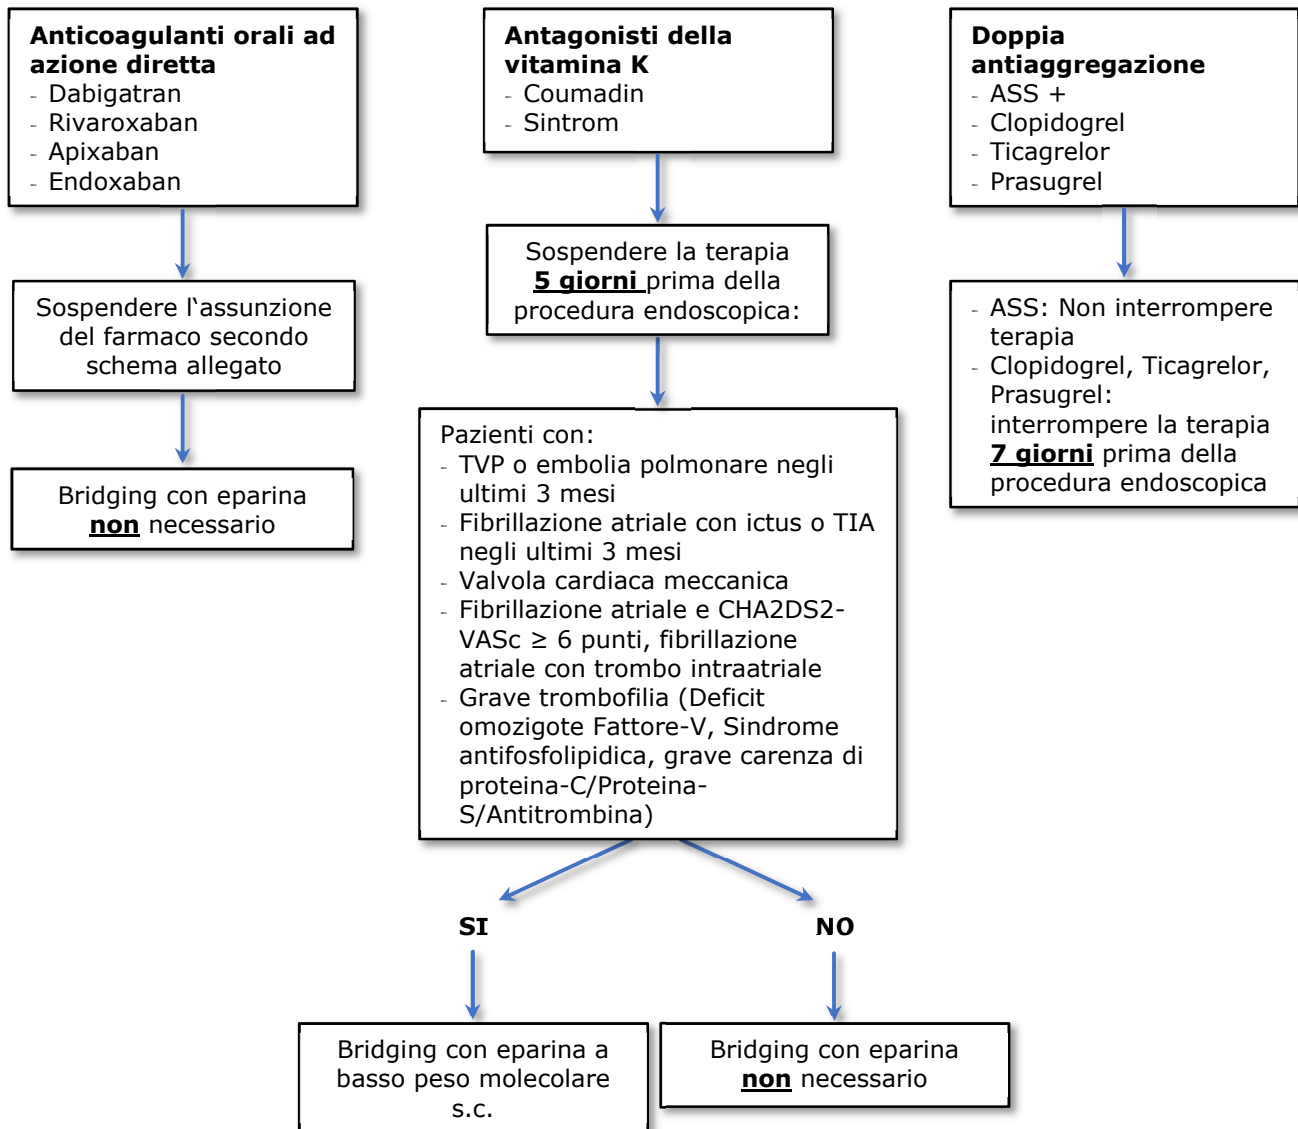 Anticoagulanti orali ad
azione diretta
- Dabigatran
- Rivaroxaban
- Apixaban
- Endoxaban
Sospendere l‘assunzione
del farmaco secondo
schema allegato
Bridging con eparina
non necessario
Antagonisti della
vitamina K
- Coumadin
- Sintrom
Sospendere la terapia
5 giorni prima della
procedura endoscopica:
Pazienti con:
- TVP o embolia polmonare negli
ultimi 3 mesi
- Fibrillazione atriale con ictus o TIA
negli ultimi 3 mesi
- Valvola cardiaca meccanica
- Fibrillazione atriale e CHA2DS2-
VASc ≥ 6 punti, fibrillazione
atriale con trombo intraatriale
- Grave trombofilia (Deficit
omozigote Fattore-V, Sindrome
antifosfolipidica, grave carenza di
proteina-C/Proteina-
S/Antitrombina)
SI
NO
Bridging con eparina a
basso peso molecolare
s.c.
Bridging con eparina
non necessario
Doppia
antiaggregazione
- ASS +
- Clopidogrel
- Ticagrelor
- Prasugrel
- ASS: Non interrompere
terapia
- Clopidogrel, Ticagrelor,
Prasugrel:
interrompere la terapia
7 giorni prima della
procedura endoscopica